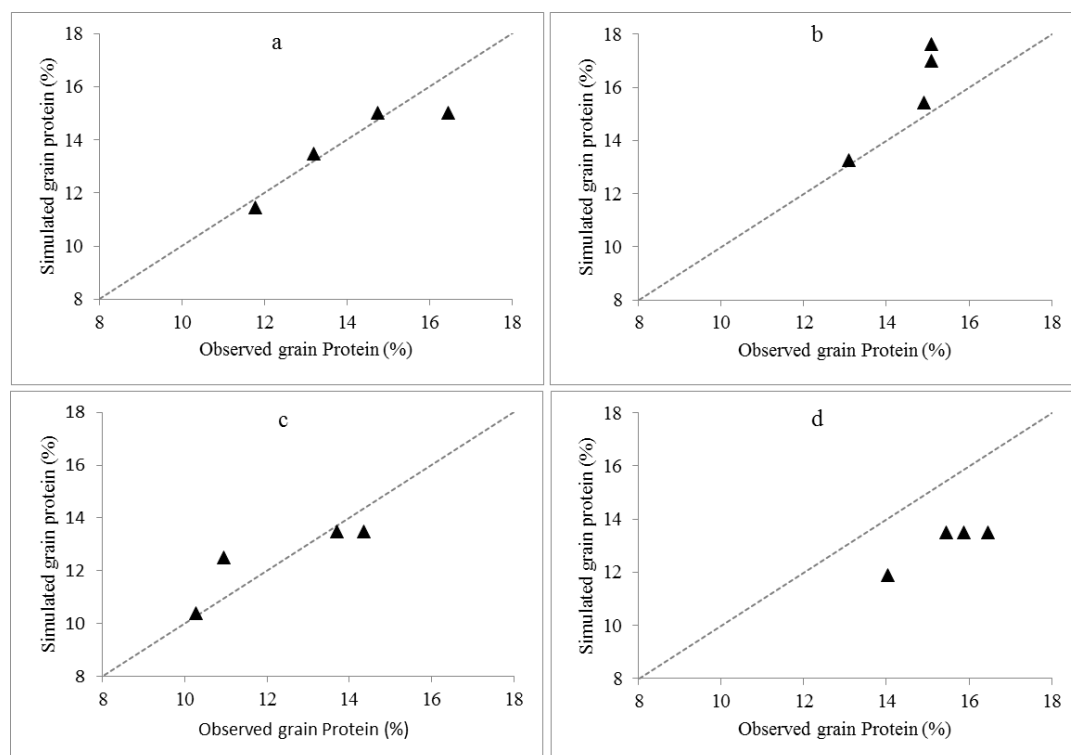 a
Simulated grain protein (%)
18
16
14
12
10
8
8 10 12 14 16 18
Observed grain Protein (%)
b
Simulated grain protein (%)
18
16
14
12
10
8
8 10 12 14 16 18
Observed grain Protein (%)
c
Simulated grain protein (%)
18
16
14
12
10
8
8 10 12 14 16 18
Observed grain Protein (%)
d
Simulated grain protein (%)
18
16
14
12
10
8
8 10 12 14 16 18
Observed grain Protein (%)